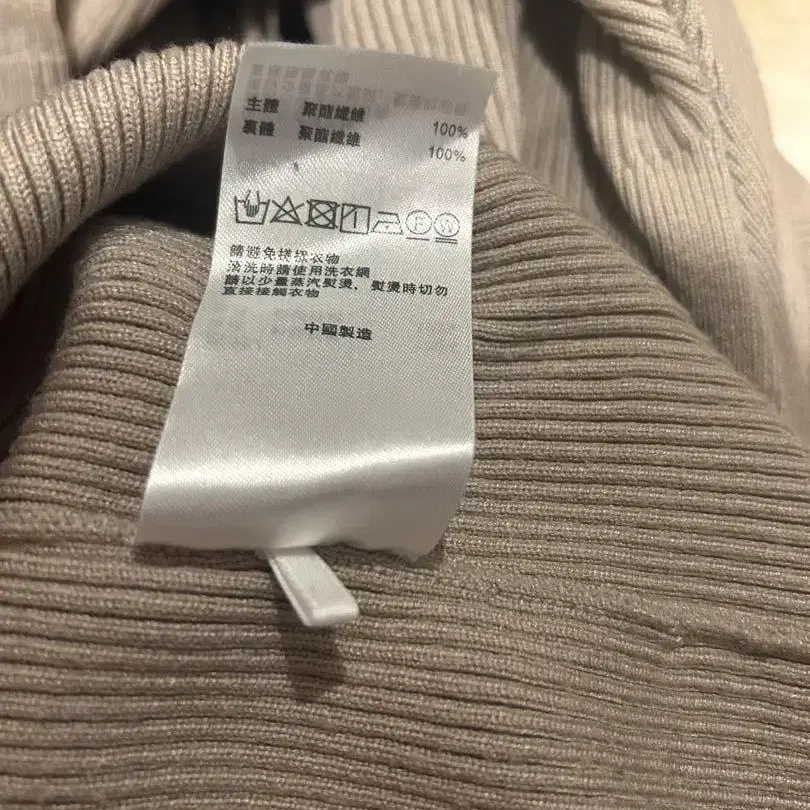 主體 聚酯纖維 100%
裏體 聚酯纖維 100%
F W
請避免搓揉衣物
清洗時請使用洗衣網
請以少量蒸汽熨燙，熨燙時切勿
直接接觸衣物
中國製造